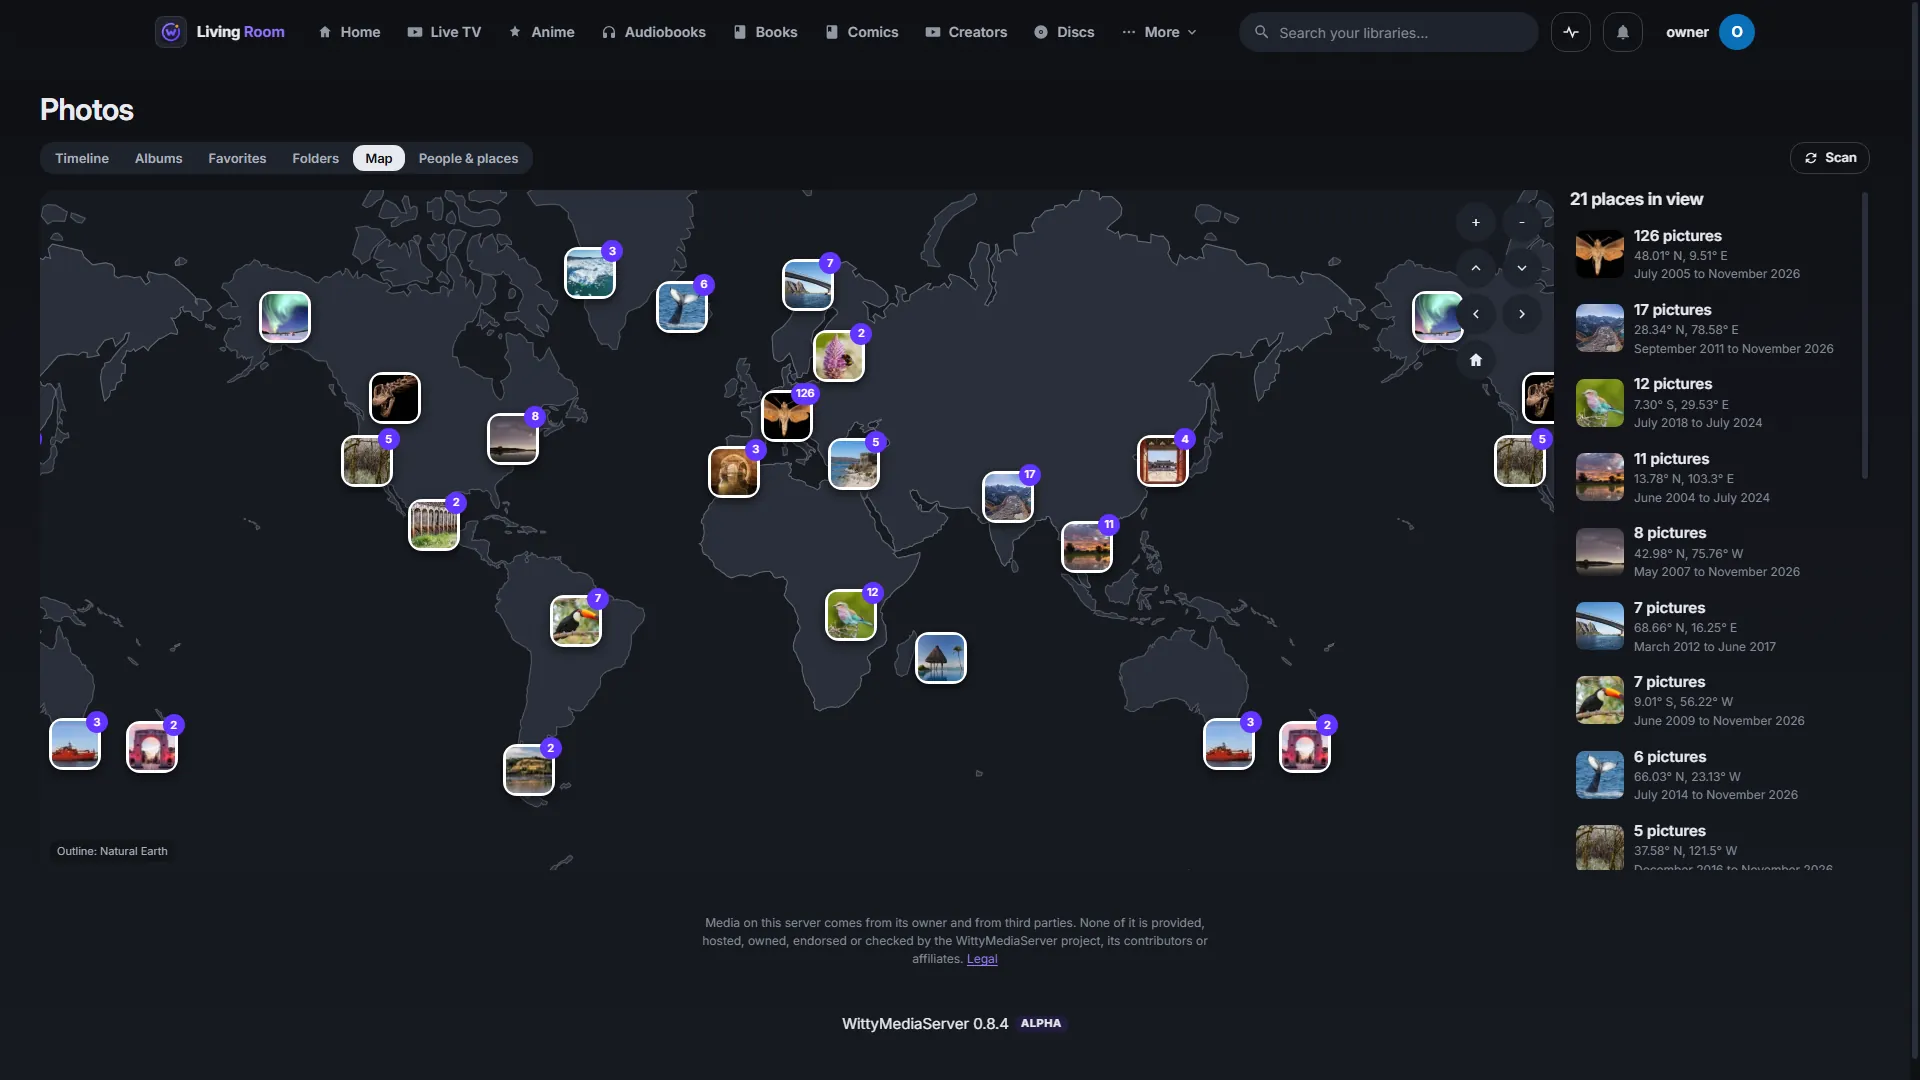 Living Room
Home
Live TV
Anime
Audiobooks
Books
Comics
Creators
Discs
More
Search your libraries...
owner
O
Photos
Timeline
Albums
Favorites
Folders
Map
People & places
Scan
3
6
7
2
126
8
5
3
5
4
17
5
2
11
7
12
3
2
3
2
2
+
-
Outline: Natural Earth
21 places in view
126 pictures
48.01° N, 9.51° E
July 2005 to November 2026
17 pictures
28.34° N, 78.58° E
September 2011 to November 2026
12 pictures
7.30° S, 29.53° E
July 2018 to July 2024
11 pictures
13.78° N, 103.3° E
June 2004 to July 2024
8 pictures
42.98° N, 75.76° W
May 2007 to November 2026
7 pictures
68.66° N, 16.25° E
March 2012 to June 2017
7 pictures
9.01° S, 56.22° W
June 2009 to November 2026
6 pictures
66.03° N, 23.13° W
July 2014 to November 2026
5 pictures
37.58° N, 121.5° W
December 2016 to November 2026
Media on this server comes from its owner and from third parties. None of it is provided,
hosted, owned, endorsed or checked by the WittyMediaServer project, its contributors or
affiliates. Legal
WittyMediaServer 0.8.4 ALPHA